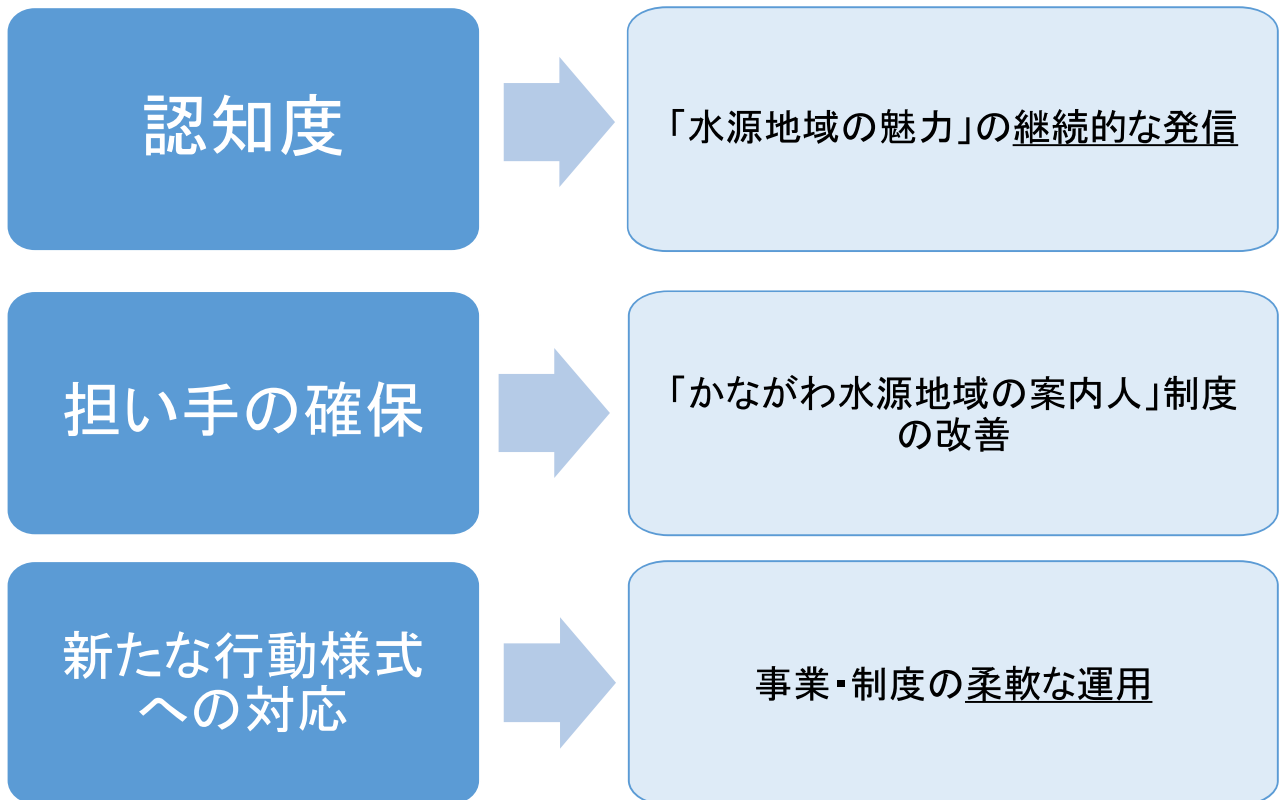 認知度
「水源地域の魅力」の継続的な発信
担い手の確保
「かながわ水源地域の案内人」制度
の改善
新たな行動様式
への対応
事業・制度の柔軟な運用